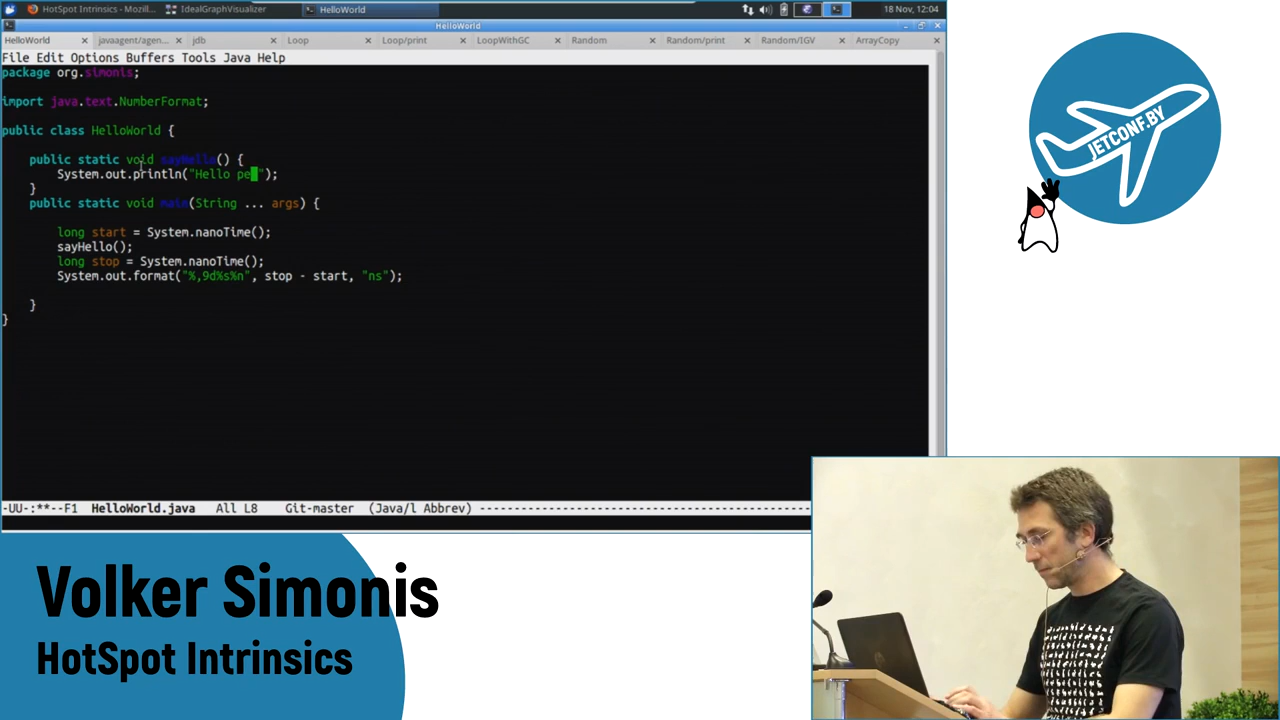 HotSpot Intrinsics - Mozill...
IdealGraphVisualizer
HelloWorld
18 Nov, 12:04
HelloWorld
HelloWorld
javaagent/agen...
jdb
Loop
Loop/print
LoopWithGC
Random
Random/print
Random/IGV
ArrayCopy
File Edit Options Buffers Tools Java Help
package org.simonis;
import java.text.NumberFormat;
public class HelloWorld {
public static void sayHello() {
System.out.println("Hello pe");
}
public static void main(String ... args) {
long start = System.nanoTime();
sayHello();
long stop = System.nanoTime();
System.out.format("%,9d%s%n", stop - start, "ns");
}
}
-UU-:**--F1 HelloWorld.java All L8 Git-master (Java/l Abbrev) ----------------------------------------
JETCONF.BY
Volker Simonis
HotSpot Intrinsics